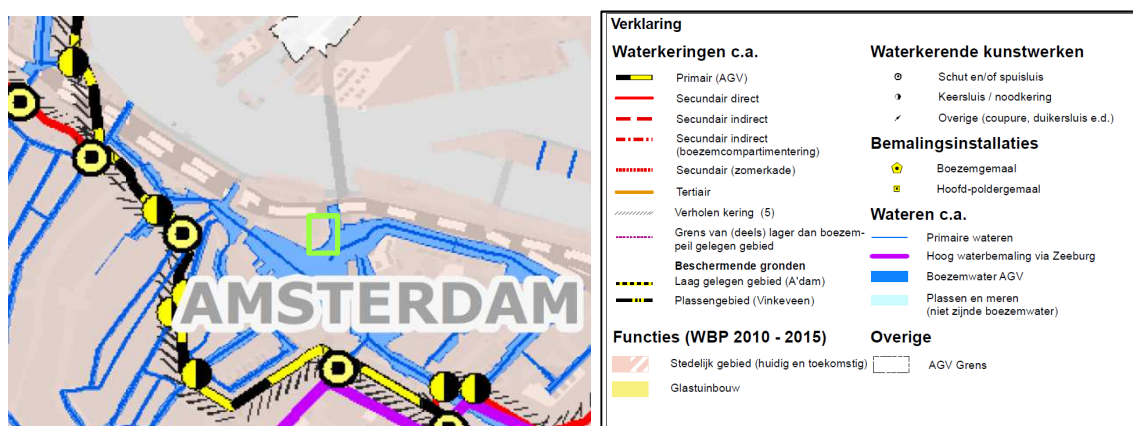 AMSTERDAM
Verklaring
Waterkeringen c.a.
Primair (AGV)
Secundair direct
Secundair indirect
Secundair indirect
(boezemcompartimentering)
Secundair (zomerkade)
Tertiair
Verholen kering (5)
Grens van (deels) lager dan boezem-
peil gelegen gebied
Beschermende gronden
Laag gelegen gebied (A'dam)
Plassengebied (Vinkeveen)
Functies (WBP 2010 - 2015)
Stedelijk gebied (huidig en toekomstig)
Glastuinbouw
Waterkerende kunstwerken
Schut en/of spuisluis
Keersluis / noodkering
Overige (coupure, duikersluis e.d.)
Bemalingsinstallaties
Boezemgemaal
Hoofd-poldergemaal
Wateren c.a.
Primaire wateren
Hoog waterbemaling via Zeeburg
Boezemwater AGV
Plassen en meren
(niet zijnde boezemwater)
Overige
AGV Grens